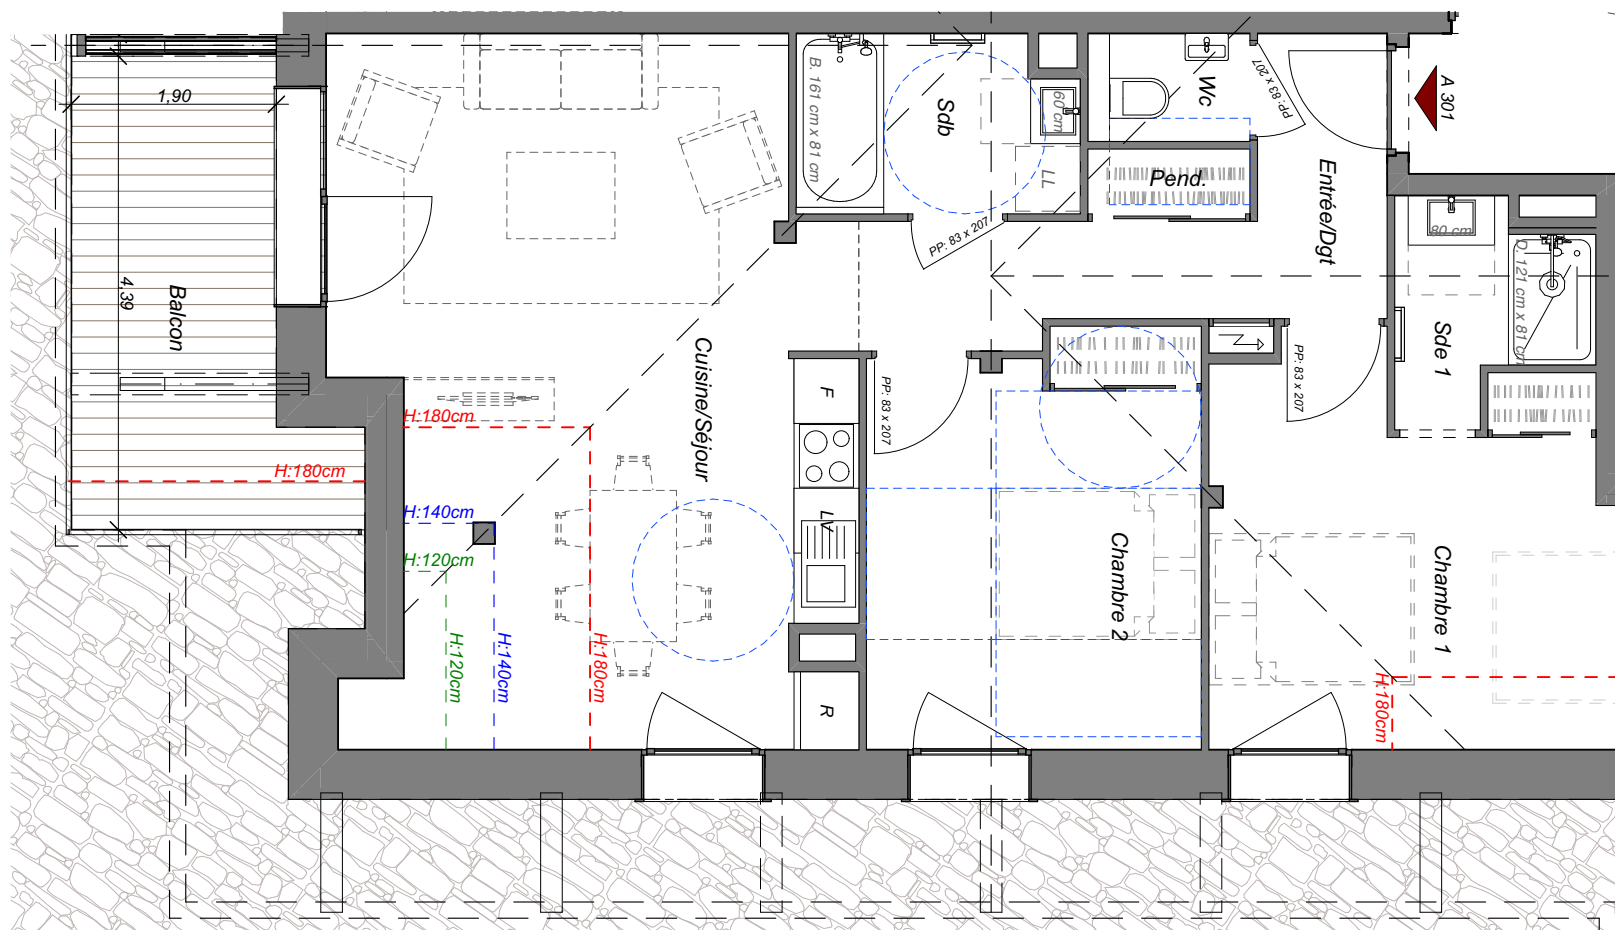 1,90
4,39
Balcon
H:180cm
B. 161 cm x 81 cm
Sdb
60 cm
LL
PP: 83 x 207
Wc
PP: 83 x 207
Pend.
Entrée/Dgt
A 301
80 cm
D. 121 cm x 81 cm
Sde 1
Cuisine/Séjour
H:180cm
H:140cm
H:120cm
H:120cm
H:140cm
H:180cm
F
LV
R
PP: 83 x 207
PP: 83 x 207
Chambre 2
Chambre 1
H:180cm